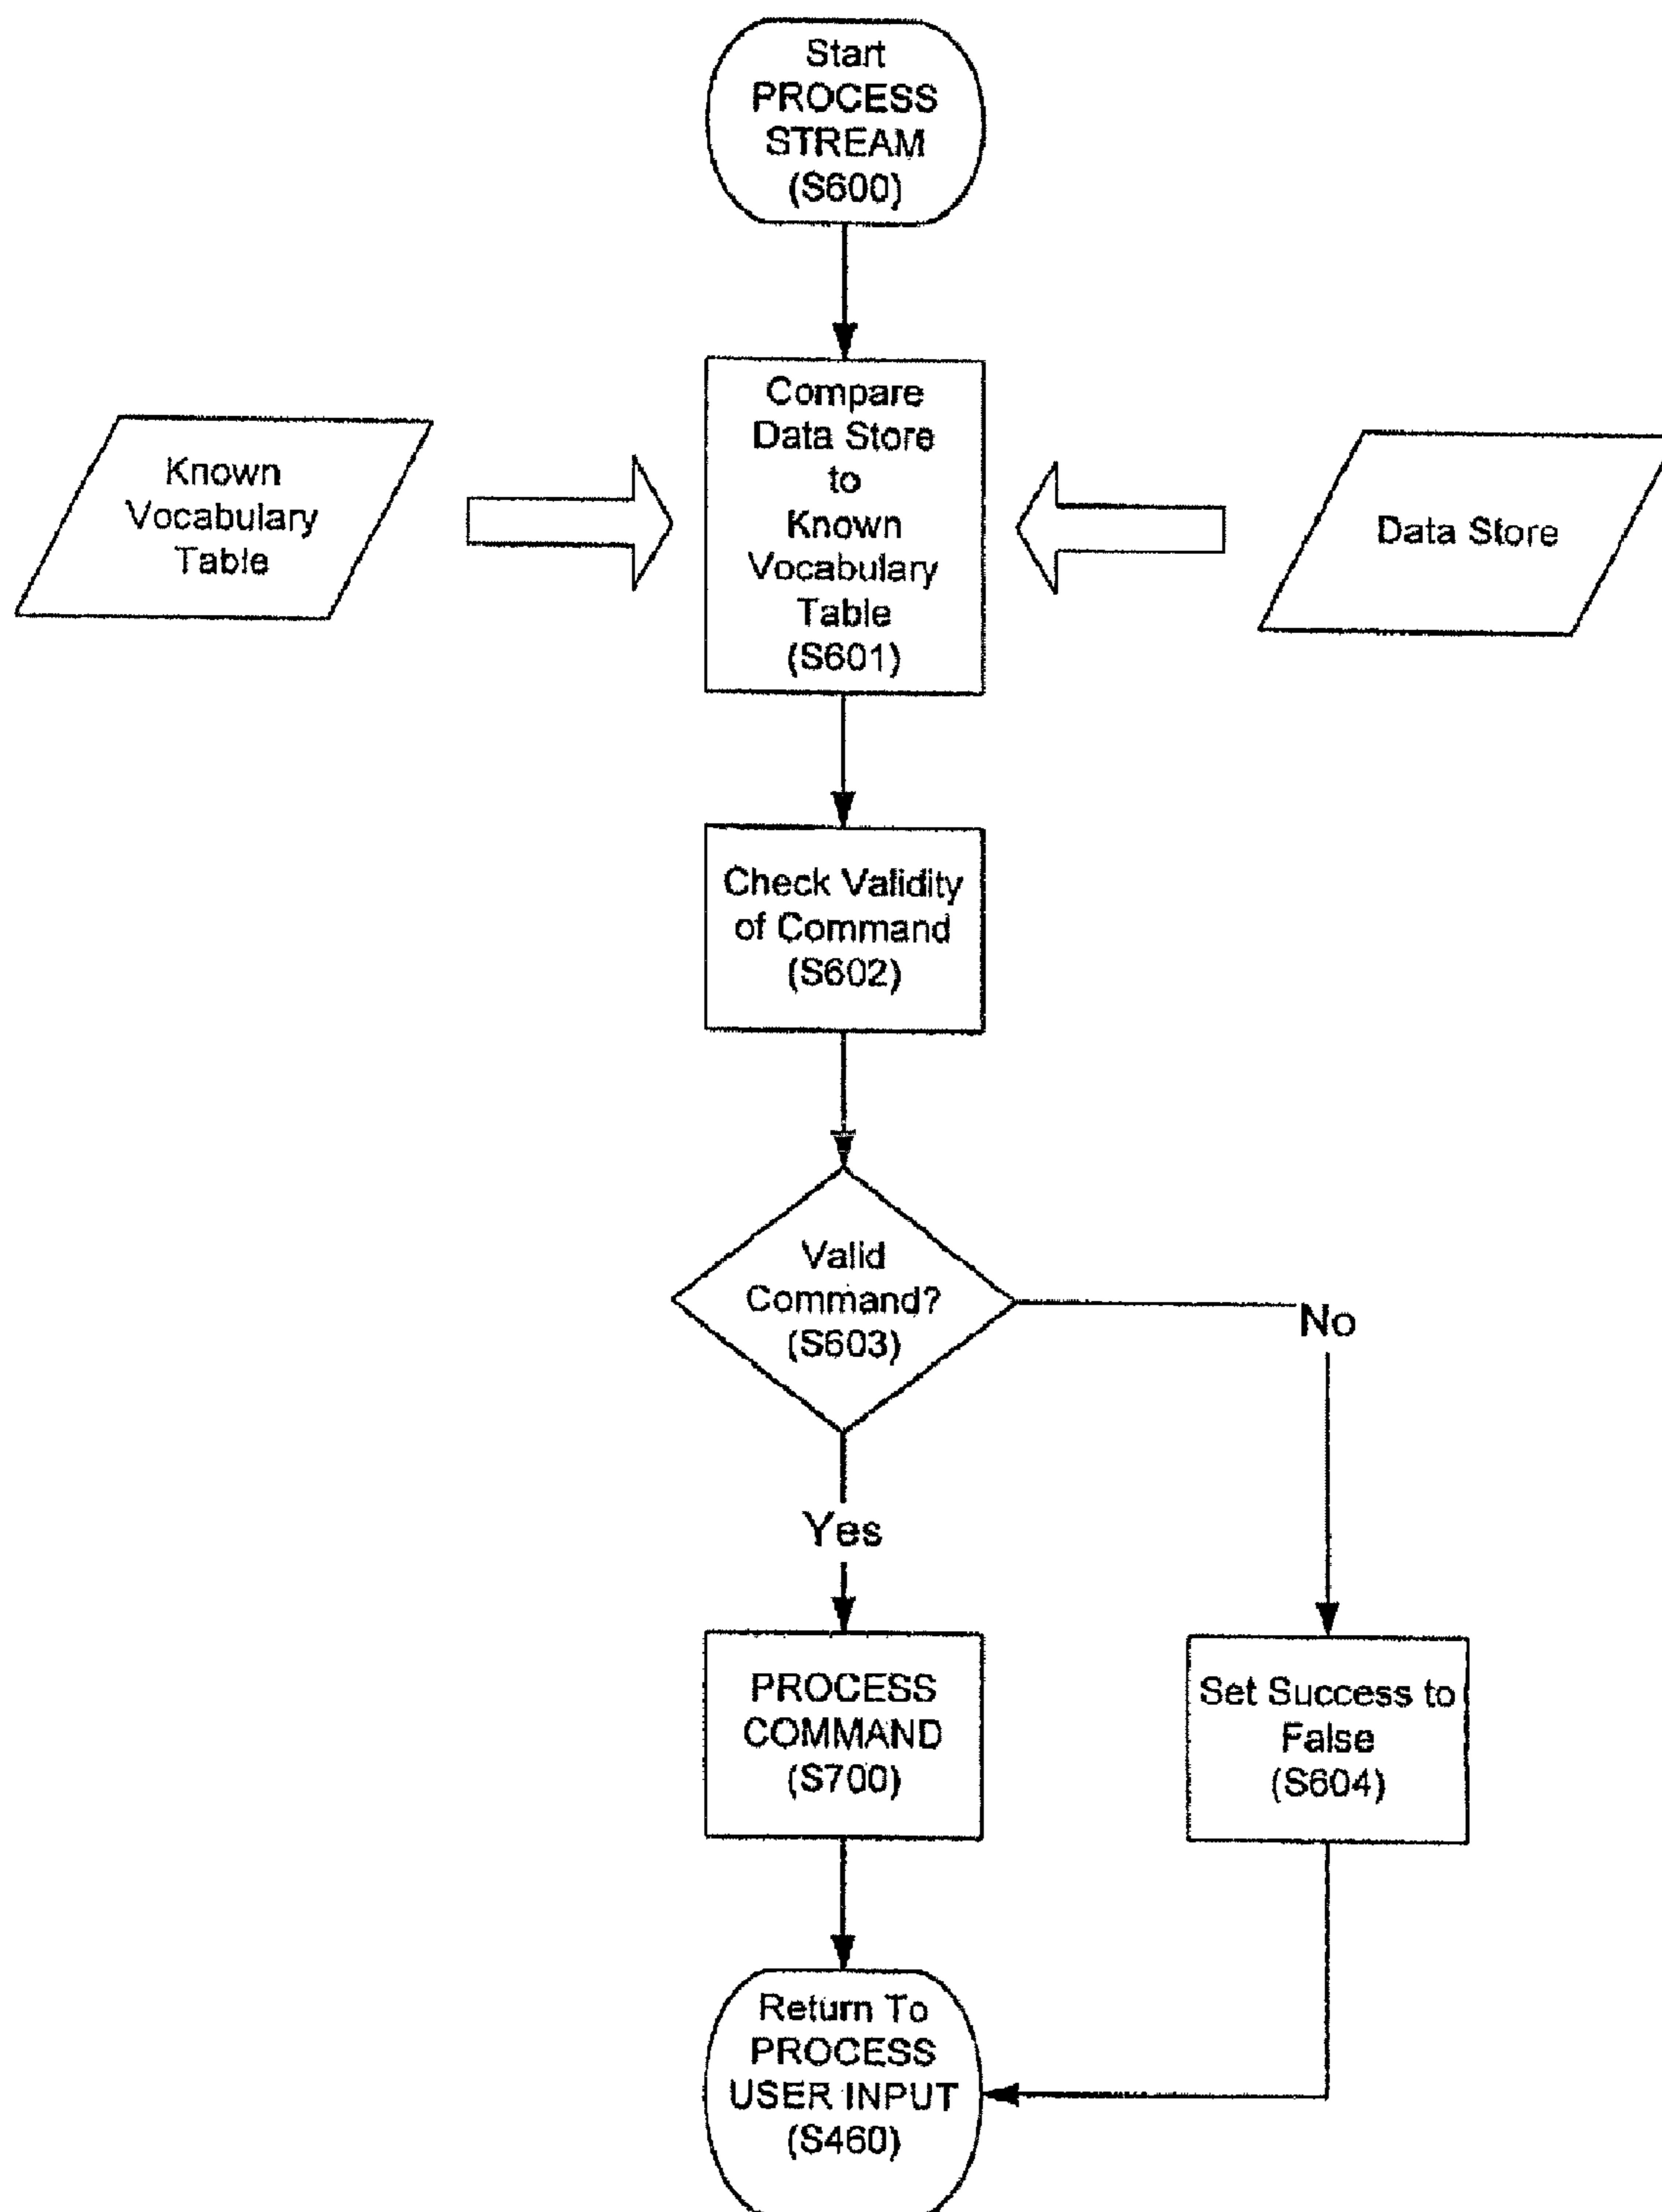 Start
PROCESS
STREAM
(S600)
Known
Vocabulary
Table
Compare
Data Store
to
Known
Vocabulary
Table
(S601)
Data Store
Check Validity
of Command
(S602)
Valid
Command?
(S603)
No
Yes
PROCESS
COMMAND
(S700)
Set Success to
False
(S604)
Return To
PROCESS
USER INPUT
(S460)